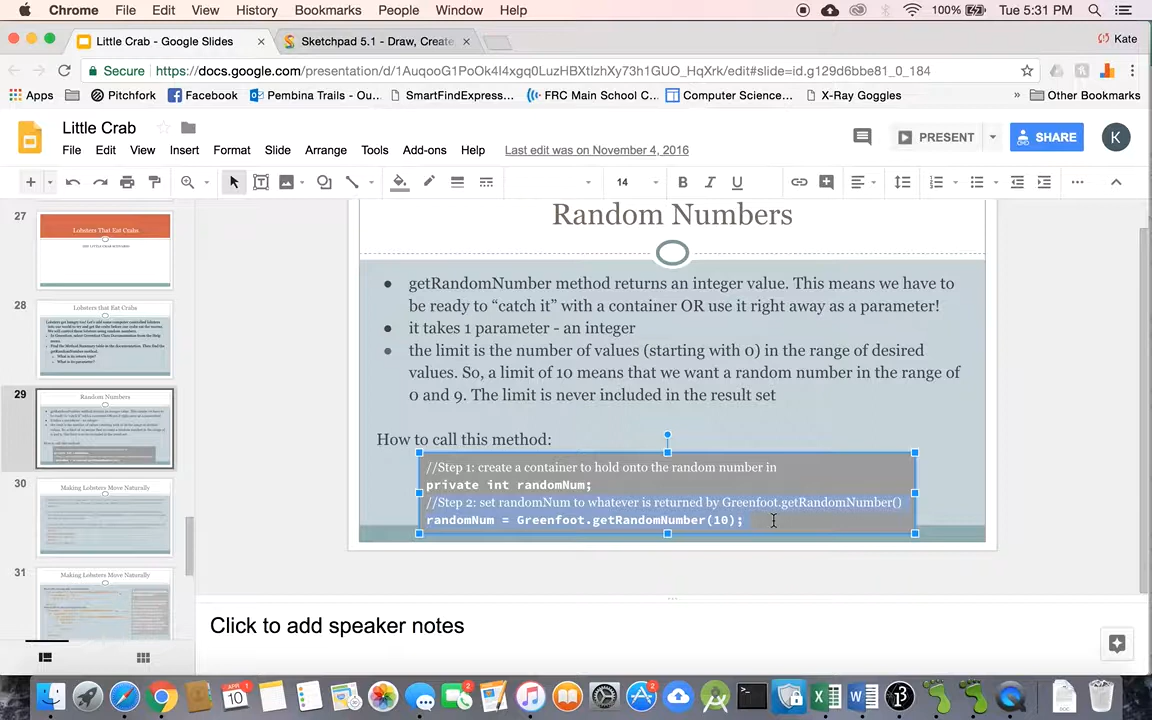 Chrome File Edit View History Bookmarks People Window Help 100% Tue 5:31 PM
Little Crab - Google Slides × Sketchpad 5.1 - Draw, Create × Kate
Secure https://docs.google.com/presentation/d/1AuqooG1PoOk4l4xgq0LuzHBXtIzhXy73h1GUO_HqXrk/edit#slide=id.g129d6bbe81_0_184
Apps Pitchfork Facebook Pembina Trails - Ou... SmartFindExpress... FRC Main School C... Computer Science... X-Ray Goggles » Other Bookmarks
Little Crab
PRESENT SHARE K
File Edit View Insert Format Slide Arrange Tools Add-ons Help Last edit was on November 4, 2016
14 B I U
27
Lobsters That Eat Crabs
28
Lobsters that Eat Crabs
29
Random Numbers
30
Making Lobsters Move Naturally
31
Making Lobsters Move Naturally
Random Numbers
● getRandomNumber method returns an integer value. This means we have to
be ready to “catch it” with a container OR use it right away as a parameter!
● it takes 1 parameter - an integer
● the limit is the number of values (starting with 0) in the range of desired
values. So, a limit of 10 means that we want a random number in the range of
0 and 9. The limit is never included in the result set
How to call this method:
//Step 1: create a container to hold onto the random number in
private int randomNum;
//Step 2: set randomNum to whatever is returned by Greenfoot.getRandomNumber()
randomNum = Greenfoot.getRandomNumber(10);
Click to add speaker notes